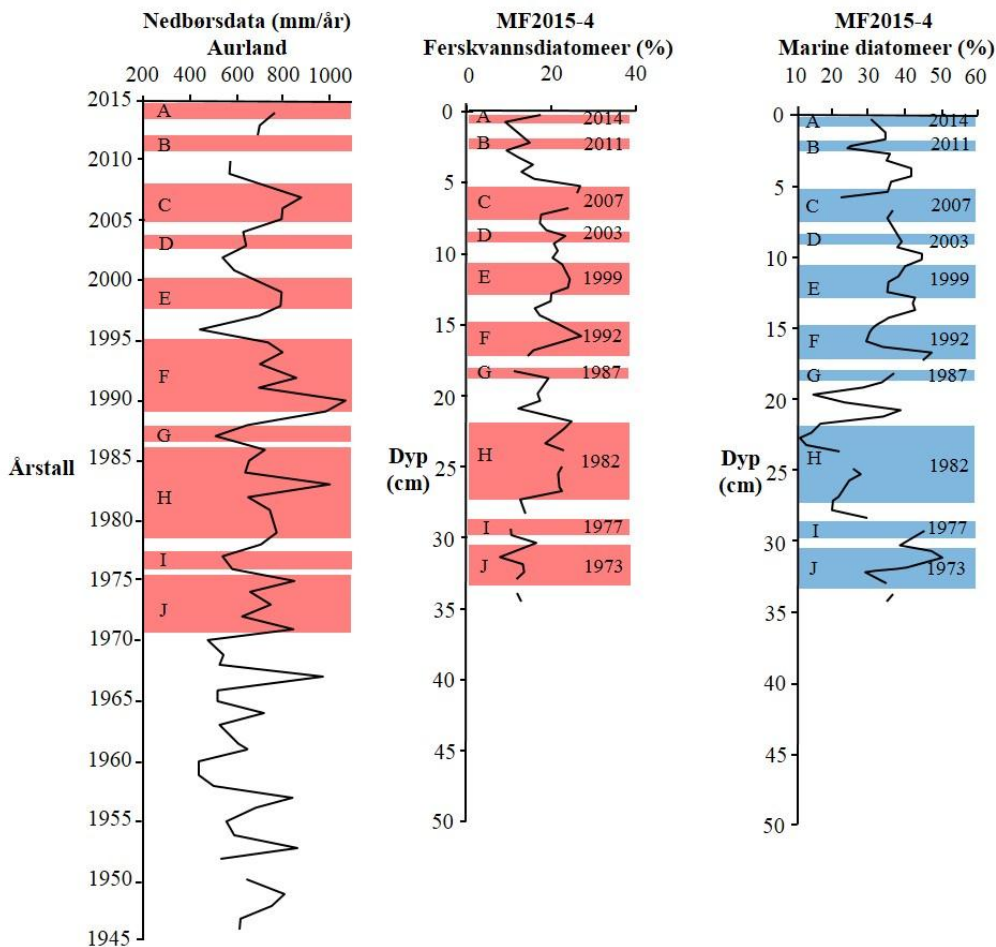 Nedbørsdata (mm/år)
Aurland
200 400 600 800 1000
2015
2010
2005
2000
1995
1990
1985
1980
1975
1970
1965
1960
1955
1950
1945
Årstall
A
B
C
D
E
F
G
H
I
J
MF2015-4
Ferskvannsdiatomeer (%)
0 20 40
0
5
10
15
20
25
30
35
40
45
50
Dyp
(cm)
A 2014
B 2011
C 2007
D 2003
E 1999
F 1992
G 1987
H 1982
I 1977
J 1973
MF2015-4
Marine diatomeer (%)
10 20 30 40 50 60
0
5
10
15
20
25
30
35
40
45
50
Dyp
(cm)
A 2014
B 2011
C 2007
D 2003
E 1999
F 1992
G 1987
H 1982
I 1977
J 1973